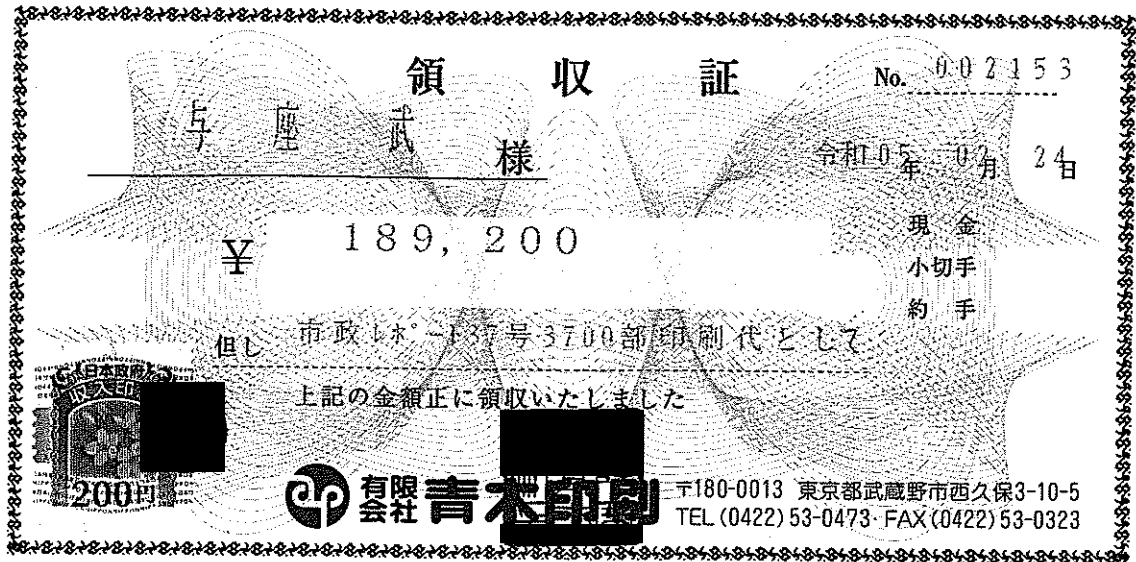 領収証
No. 002153
与座武 様
令和05年 02月 24日
¥ 189,200
現金
小切手
約手
但し 市政レポート37号3700部印刷代として
上記の金額正に領収いたしました
日本政府
200円
有限会社 青木印刷
〒180-0013 東京都武蔵野市西久保3-10-5
TEL (0422) 53-0473・FAX (0422) 53-0323